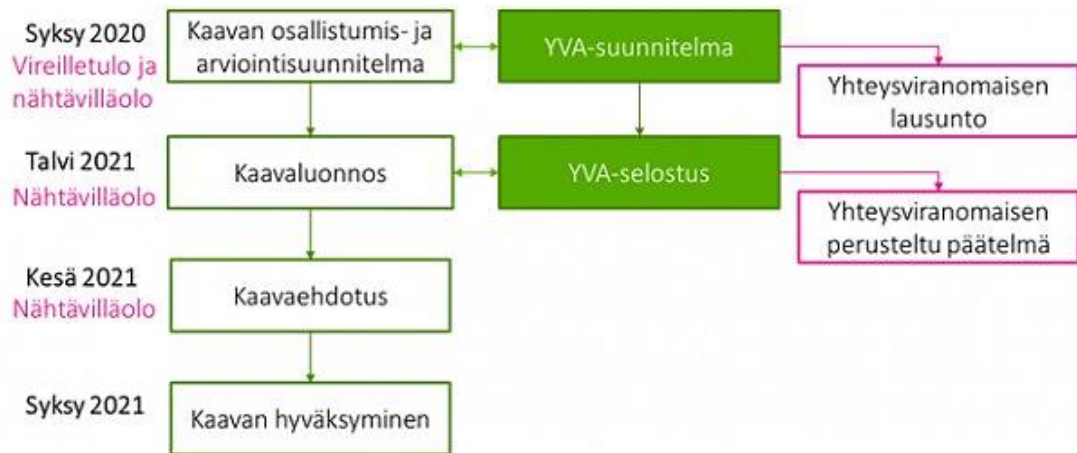 Syksy 2020
Vireilletulo ja
nähtävilläolo
Kaavan osallistumis- ja
arviointisuunnitelma
YVA-suunnitelma
Yhteysviranomaisen
lausunto
Talvi 2021
Nähtävilläolo
Kaavaluonnos
YVA-selostus
Yhteysviranomaisen
perusteltu päätelmä
Kesä 2021
Nähtävilläolo
Kaavaehdotus
Syksy 2021
Kaavan hyväksyminen